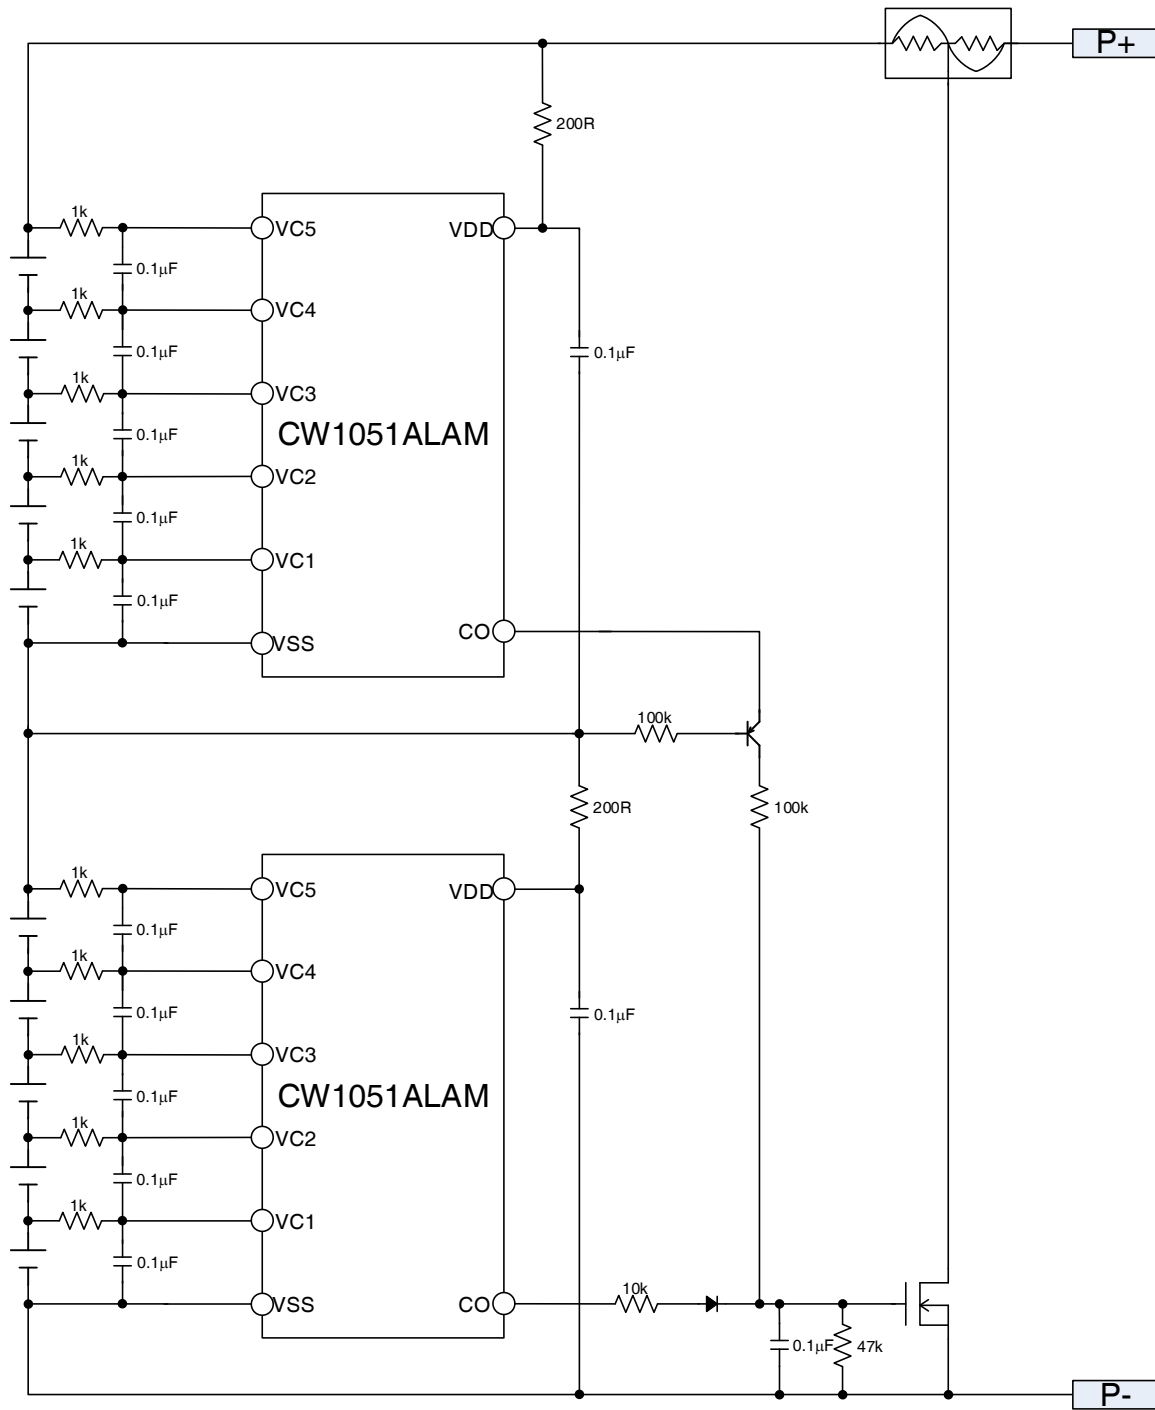 P+
200R
1k
VC5
VDD
0.1μF
1k
VC4
0.1μF
0.1μF
1k
VC3
0.1μF
CW1051ALAM
1k
VC2
0.1μF
1k
VC1
0.1μF
CO
VSS
100k
200R
100k
1k
VC5
VDD
0.1μF
1k
VC4
0.1μF
0.1μF
1k
VC3
0.1μF
CW1051ALAM
1k
VC2
0.1μF
1k
VC1
0.1μF
10k
VSS
CO
0.1μF
47k
P-